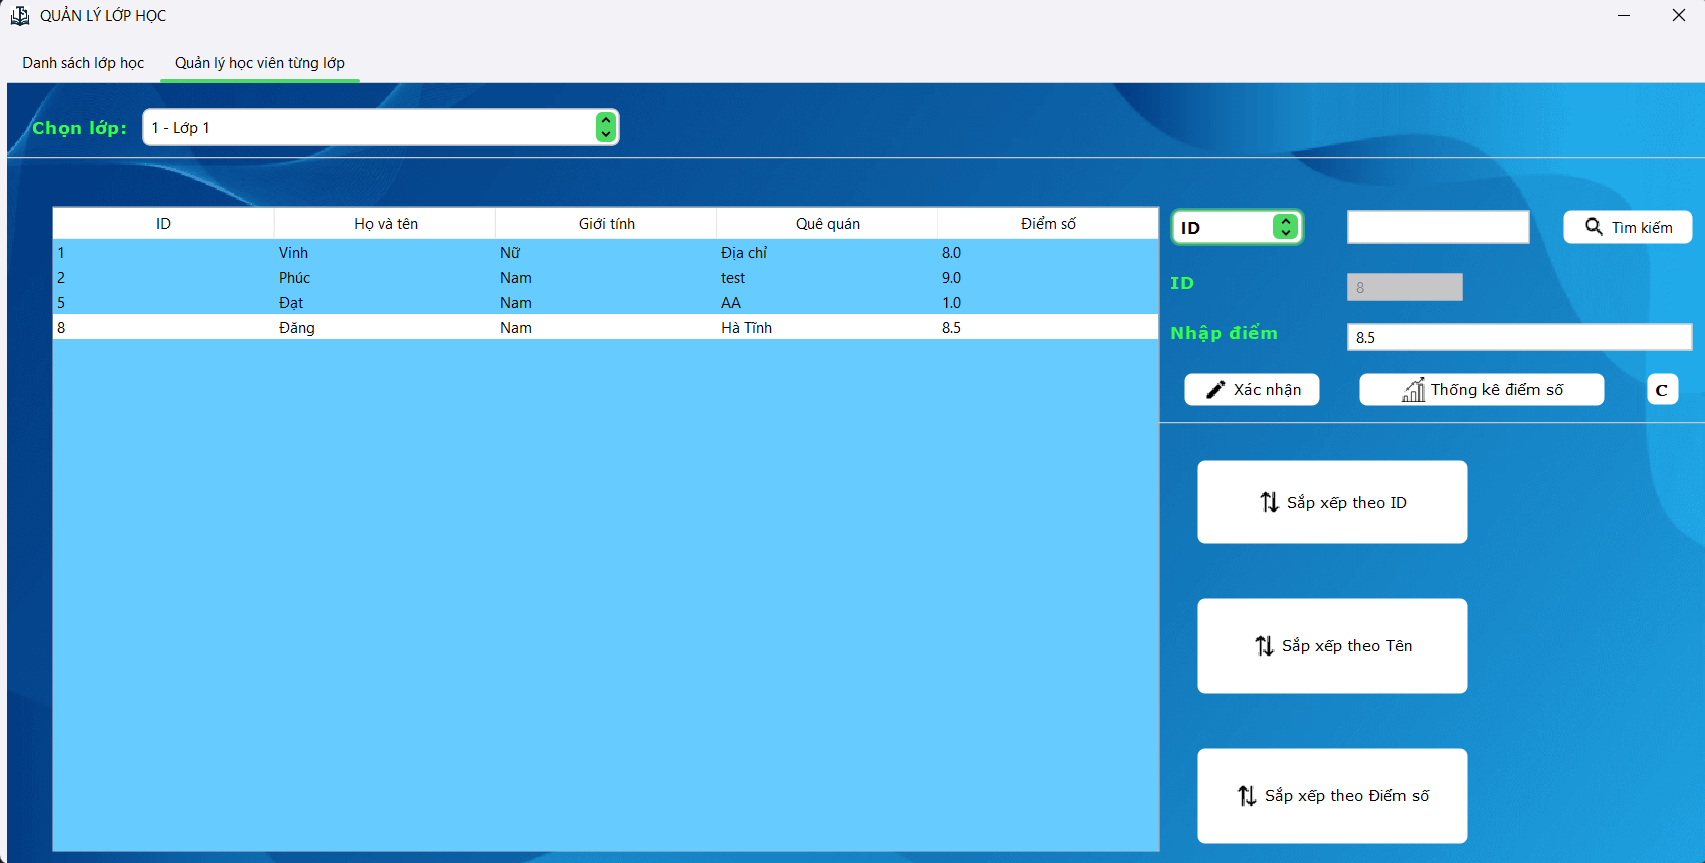 QUẢN LÝ LỚP HỌC
Danh sách lớp học Quản lý học viên từng lớp
Chọn lớp: 1 - Lớp 1
ID Họ và tên Giới tính Quê quán Điểm số
1 Vinh Nữ Địa chỉ 8.0
2 Phúc Nam test 9.0
5 Đạt Nam AA 1.0
8 Đăng Nam Hà Tĩnh 8.5
ID Tìm kiếm
ID 8
Nhập điểm 8.5
Xác nhận Thống kê điểm số C
Sắp xếp theo ID
Sắp xếp theo Tên
Sắp xếp theo Điểm số